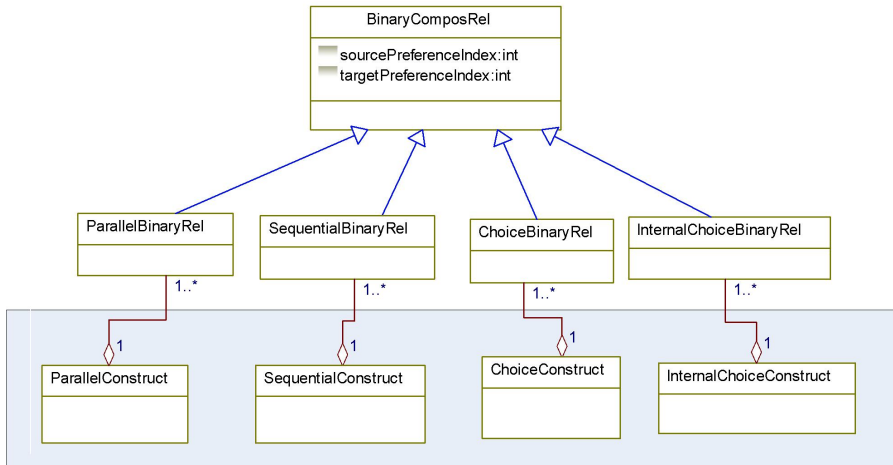 BinaryComposRel
sourcePreferenceIndex:int
targetPreferenceIndex:int
ParallelBinaryRel
SequentialBinaryRel
ChoiceBinaryRel
InternalChoiceBinaryRel
1..*
1..*
1..*
1..*
1
1
1
1
ParallelConstruct
SequentialConstruct
ChoiceConstruct
InternalChoiceConstruct